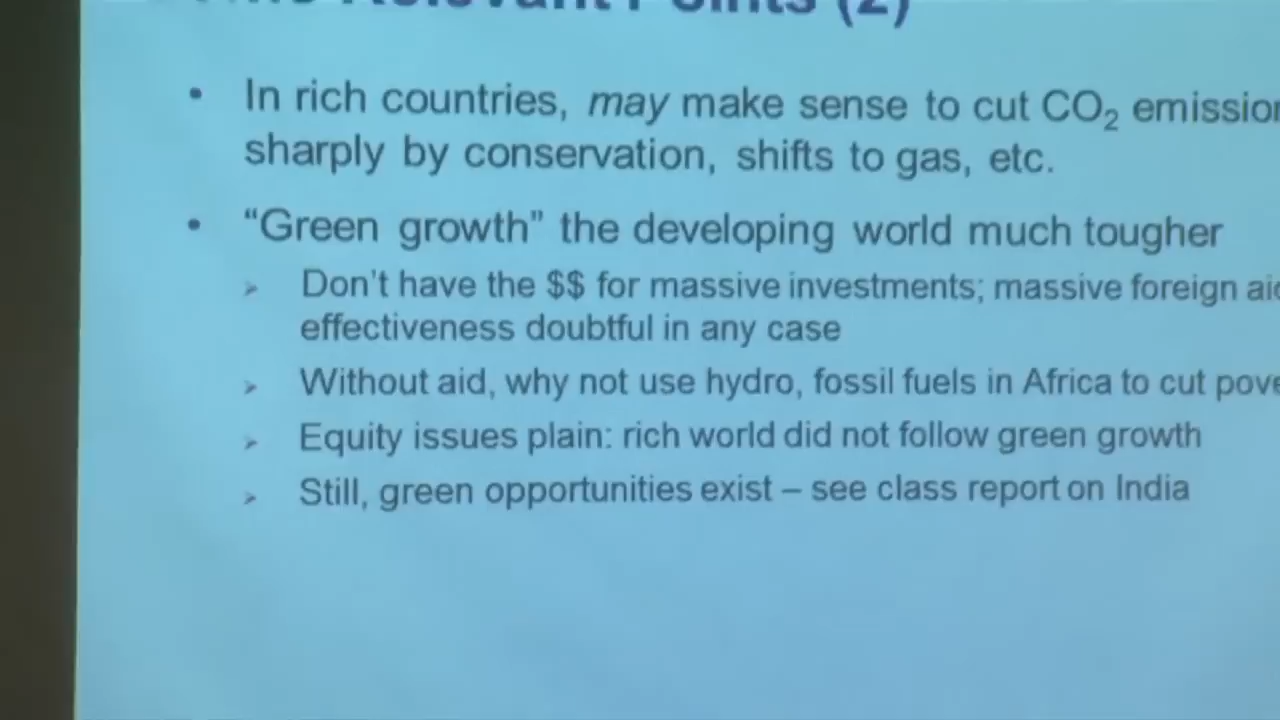 Relevant Points (2)
• In rich countries, may make sense to cut CO₂
sharply by conservation, shifts to gas, etc.
• “Green growth” the developing world much tougher
➢ Don't have the $$ for massive investments; massive foreign
effectiveness doubtful in any case
➢ Without aid, why not use hydro, fossil fuels in Africa to cut
➢ Equity issues plain: rich world did not follow green growth
➢ Still, green opportunities exist – see class report on India